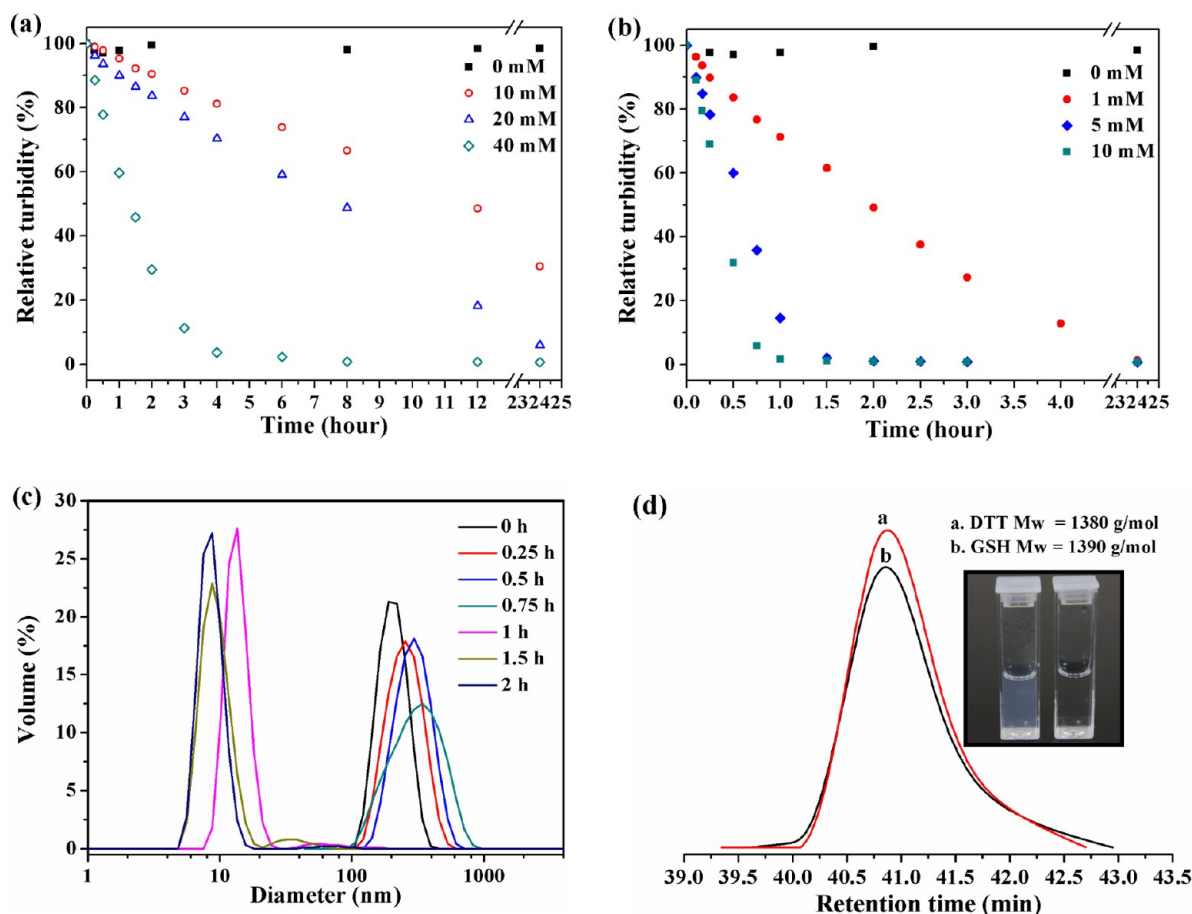 (a)
Relative turbidity (%)
100
80
60
40
20
0
0 mM
10 mM
20 mM
40 mM
0 1 2 3 4 5 6 7 8 9 10 11 12 23 24 25
Time (hour)
(b)
Relative turbidity (%)
100
80
60
40
20
0
0 mM
1 mM
5 mM
10 mM
0.0 0.5 1.0 1.5 2.0 2.5 3.0 4.0 23 24 25
Time (hour)
(c)
Volume (%)
30
25
20
15
10
5
0
0 h
0.25 h
0.5 h
0.75 h
1 h
1.5 h
2 h
1 10 100 1000
Diameter (nm)
(d)
a
b
a. DTT Mw = 1380 g/mol
b. GSH Mw = 1390 g/mol
39.0 39.5 40.0 40.5 41.0 41.5 42.0 42.5 43.0 43.5
Retention time (min)